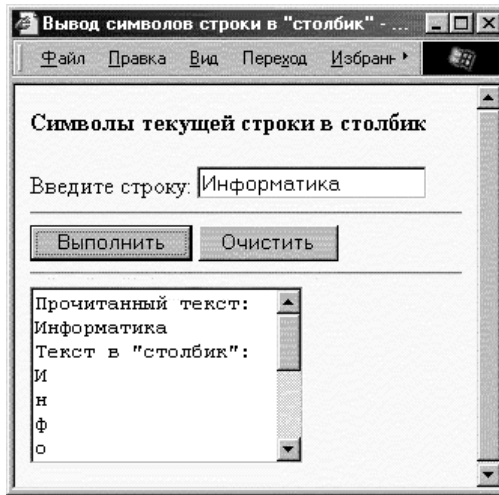 Вывод символов строки в "столбик" - ...
Файл Правка Вид Переход
Символы текущей строки в столбик
Введите строку: Информатика
Выполнить Очистить
Прочитанный текст:
Информатика
Текст в "столбик":
И
н
ф
о